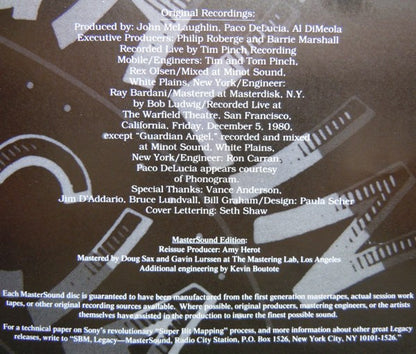 Original Recordings:
Produced by: John McLaughlin, Paco DeLucia, Al DiMeola
Executive Producers: Philip Roberge and Barrie Marshall
Recorded Live by Tim Pinch Recording
Mobile/Engineers: Tim and Tom Pinch,
Rex Olsen/Mixed at Minot Sound,
White Plains, New York/Engineer:
Ray Bardani/Mastered at Masterdisk, N.Y.
by Bob Ludwig/Recorded Live at
The Warfield Theatre, San Francisco,
California, Friday, December 5, 1980,
except "Guardian Angel," recorded and mixed
at Minot Sound, White Plains,
New York/Engineer: Ron Carran.
Paco DeLucia appears courtesy
of Phonogram.
Special Thanks: Vance Anderson,
Jim D'Addario, Bruce Lundvall, Bill Graham/Design: Paula Scher
Cover Lettering: Seth Shaw
MasterSound Edition:
Reissue Producer: Amy Herot
Mastered by Doug Sax and Gavin Lurssen at The Mastering Lab, Los Angeles
Additional engineering by Kevin Boutote
Each MasterSound disc is guaranteed to have been manufactured from the first generation mastertapes, actual session work
tapes, or other original recording sources available. Where possible, original producers, mastering engineers, or the artists
themselves have assisted in the production to insure the finest possible sound.
For a technical paper on Sony's revolutionary "Super Bit Mapping" process, and more information about other great Legacy
releases, write to "SBM, Legacy—MasterSound, Radio City Station, P.O. Box 1526, New York City, NY 10101-1526."